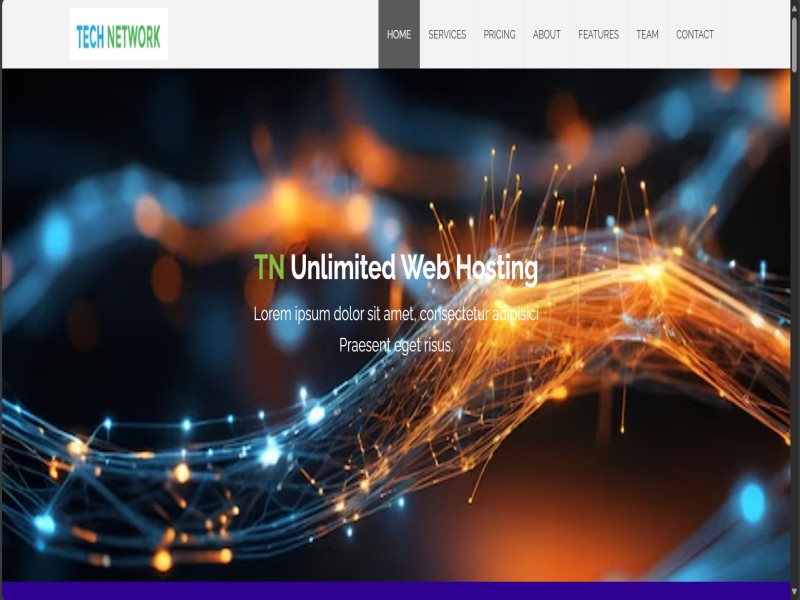 TECH NETWORK
HOME
SERVICES
PRICING
ABOUT
FEATURES
TEAM
CONTACT
TN Unlimited Web Hosting
Lorem ipsum dolor sit amet, consectetur adipisici
Praesent eget risus.